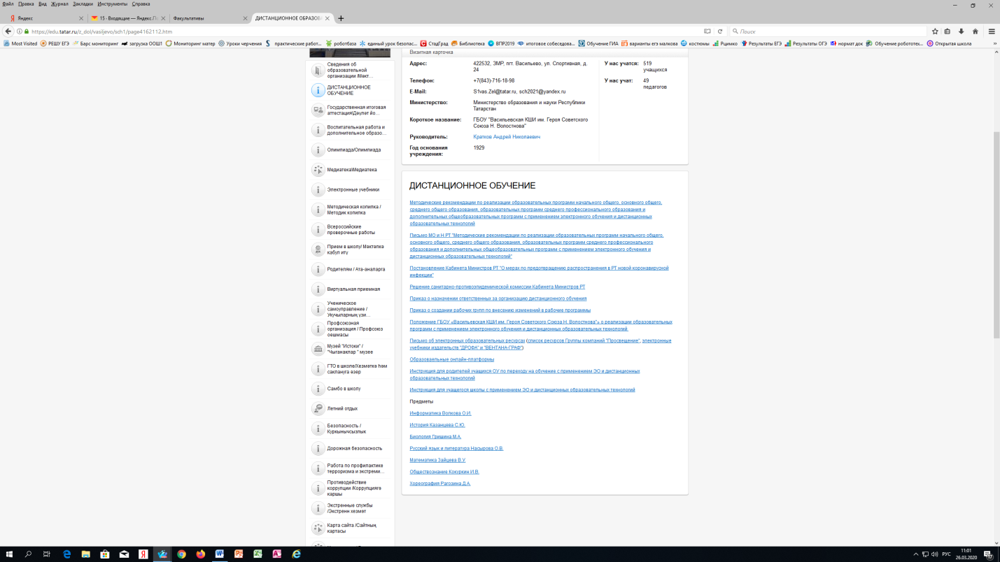 Файл Правка Вид Журнал Закладки Инструменты Справка
Яндекс
15 · Входящие — Яндекс.П
Факультативы
ДИСТАНЦИОННОЕ ОБРАЗОВА
https://edu.tatar.ru/z_dol/vasiljevo/sch1/page4162112.htm
Поиск
Most Visited РЕШУ ЕГЭ Барс мониторинг загрузка ООШ1 Мониторинг матер Уроки черчения практические работ... роботбаза единый урок безопас... СтадГрад Библиотека ВПР2019 итоговое собеседова... Обучение ГИА варианты егэ малкова костюмы Рцимко Результаты ЕГЭ Результаты ОГЭ нормат док Обучение робототех... Открытая школа
Сведения об
образовательной
организации /Мәкт...
ДИСТАНЦИОННОЕ
ОБУЧЕНИЕ
Государственная итоговая
аттестация\Дәүләт йо...
Воспитательная работа и
дополнительное образо...
Олимпиада/Олимпиада
Медиатека\Медиатека
Электронные учебники
Методическая копилка /
Методик копилка
Всероссийские
проверочные работы
Прием в школу/ Мәктәпкә
кабул итү
Родителям / Ата-аналарга
Виртуальная приемная
Ученическое
самоуправление /
Укучыларның үзи...
Профсоюзная
организация / Профсоюз
оешмасы
Музей "Истоки" /
"Чыганаклар " музее
ГТО в школе/Хезмәткә һәм
саклануга әзер
Самбо в школу
Летний отдых
Безопасность /
Куркынычсызлык
Дорожная безопасность
Работа по профилактике
терроризма и экстреми...
Противодействие
коррупции /Коррупциягә
каршы
Экстренные службы
/Экстренн хезмәт
Карта сайта /Сайтның
картасы
Визитная карточка
Адрес: 422532, ЗМР, пгт. Васильево, ул. Спортивная, д.
24
Телефон: +7(843)-716-18-98
E-Mail: S1vas.Zel@tatar.ru, sch2021@yandex.ru
Министерство: Министерство образования и науки Республики
Татарстан
Короткое название: ГБОУ "Васильевская КШИ им. Героя Советского
Союза Н. Волостнова"
Руководитель: Кратков Андрей Николаевич
Год основания
учреждения:
1929
У нас учатся: 519
учащихся
У нас учат: 49
педагогов
ДИСТАНЦИОННОЕ ОБУЧЕНИЕ
Методические рекомендации по реализации образовательных программ начального общего, основного общего,
среднего общего образования, образовательных программ среднего профессионального образования и
дополнительных общеобразовательных программ с применением электронного обучения и дистанционных
образовательных технологий
Письмо МО и Н РТ "Методические рекомендации по реализации образовательных программ начального общего,
основного общего, среднего общего образования, образовательных программ среднего профессионального
образования и дополнительных общеобразовательных программ с применением электронного обучения и
дистанционных образовательных технологий"
Постановление Кабинета Министров РТ "О мерах по предотвращению распространения в РТ новой коронавирусной
инфекции"
Решение санитарно-противоэпидемической комиссии Кабинета Министров РТ
Приказ о назначении ответственных за организацию дистанционного обучения
Приказ о создании рабочих групп по внесению изменений в рабочие программы
Положение ГБОУ «Васильевская КШИ им. Героя Советского Союза Н. Волостнова"» о реализации образовательных
программ с применением электронного обучения и дистанционных образовательных технологий
Письмо об электронных образовательных ресурсах (список ресурсов Группы компаний "Просвещение", электронные
учебники издательств "ДРОФА" и "ВЕНТАНА-ГРАФ")
Образоваельные онлайн-платформы
Инструкция для родителей учащихся ОУ по переходу на обучение с применением ЭО и дистанционных
образовательных технологий
Инструкция для учащегося школы с применением ЭО и дистанционных образовательных технологий
Предметы
Информатика Волкова О.И.
История Казанцева С.Ю.
Биология Гришина М.А.
Русский язык и литература Насырова О.В.
Математика Зайцева В.У.
Обществознание Кокуркин И.В.
Хореография Рагозина Д.А.
РУС
11:01
26.03.2020